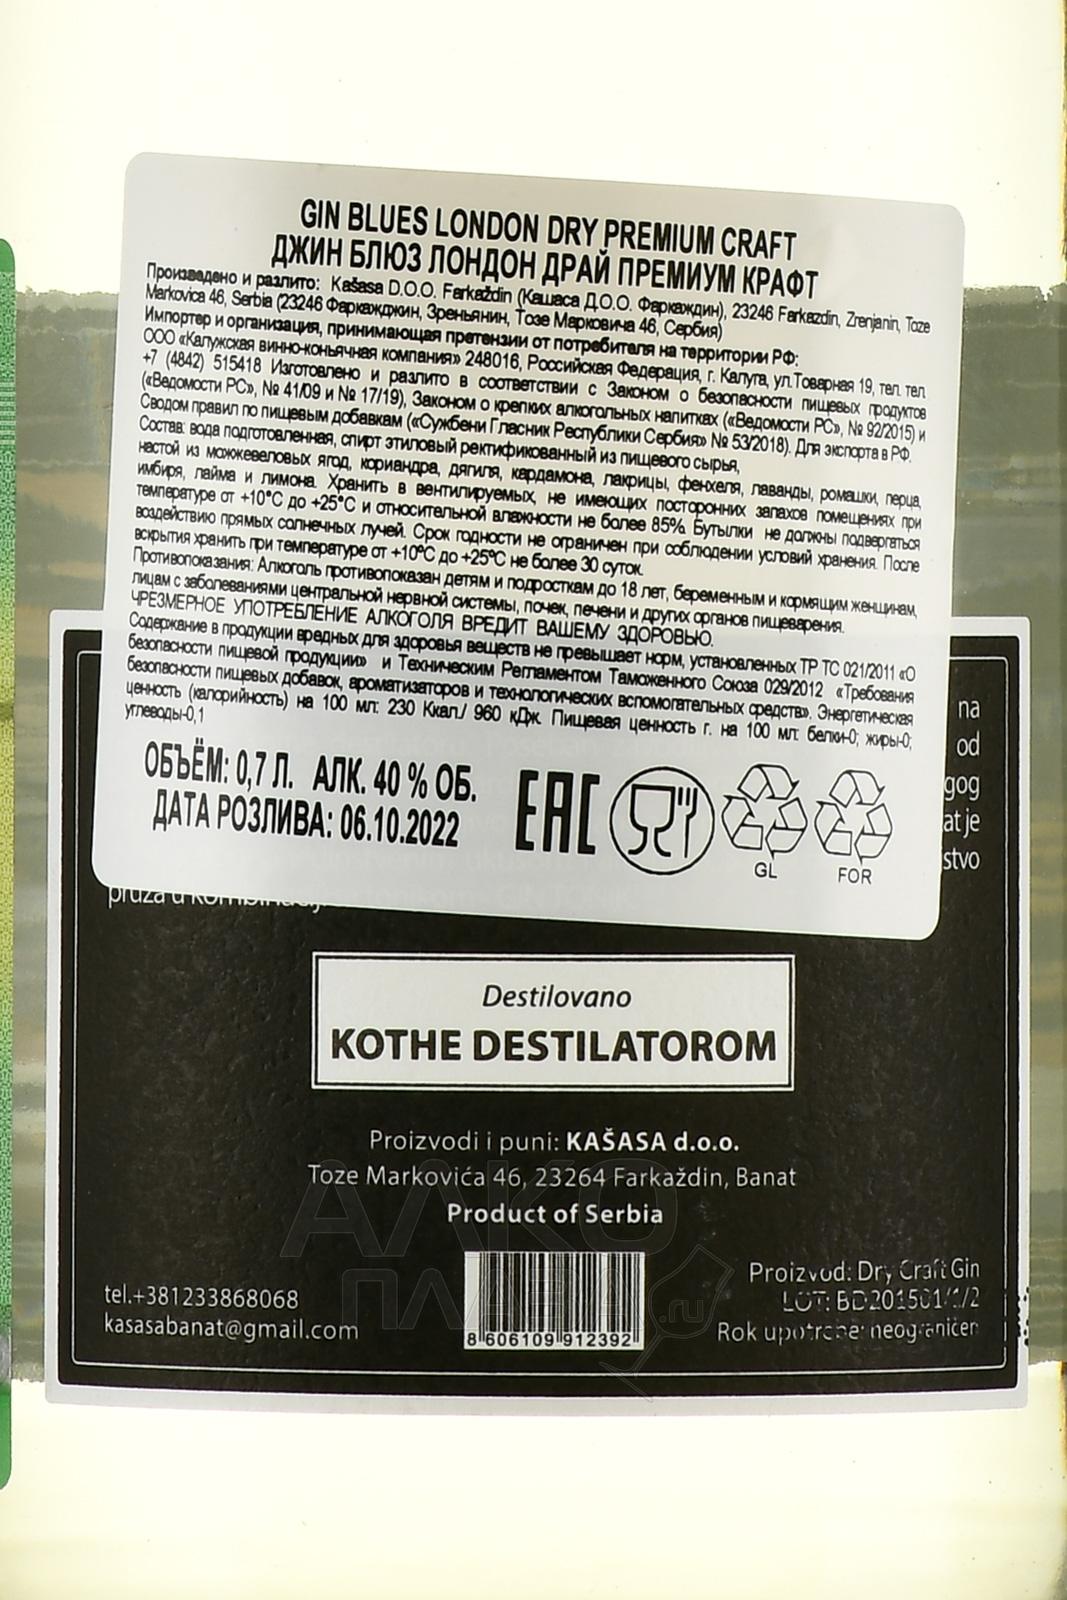 GIN BLUES LONDON DRY PREMIUM CRAFT
ДЖИН БЛЮЗ ЛОНДОН ДРАЙ ПРЕМИУМ КРАФТ
Произведено и разлито: Kašasa D.O.O. Farkaždin (Кашаса Д.О.О. Фаркаждин), 23246 Farkazdin, Zrenjanin, Toze
Markovica 46, Serbia (23246 Фаркажджин, Зреньянин, Тозе Марковича 46, Сербия)
Импортер и организация, принимающая претензии от потребителя на территории РФ:
ООО «Калужская винно-коньячная компания» 248016, Российская Федерация, г. Калуга, ул.Товарная 19, тел. тел.
+7 (4842) 515418 Изготовлено и разлито в соответствии с Законом о безопасности пищевых продуктов
(«Ведомости РС», № 41/09 и № 17/19), Законом о крепких алкогольных напитках («Ведомости РС», № 92/2015) и
Сводом правил по пищевым добавкам («Сужбени Гласник Республики Сербия» № 53/2018). Для экспорта в РФ.
Состав: вода подготовленная, спирт этиловый ректификованный из пищевого сырья,
настой из можжевеловых ягод, кориандра, дягиля, кардамона, лакрицы, фенхеля, лаванды, ромашки, перца,
имбиря, лайма и лимона. Хранить в вентилируемых, не имеющих посторонних запахов помещениях при
температуре от +10°C до +25°C и относительной влажности не более 85%. Бутылки не должны подвергаться
воздействию прямых солнечных лучей. Срок годности не ограничен при соблюдении условий хранения. После
вскрытия хранить при температуре от +10°C до +25°C не более 30 суток.
Противопоказания: Алкоголь противопоказан детям и подросткам до 18 лет, беременным и кормящим женщинам,
лицам с заболеваниями центральной нервной системы, почек, печени и других органов пищеварения.
ЧРЕЗМЕРНОЕ УПОТРЕБЛЕНИЕ АЛКОГОЛЯ ВРЕДИТ ВАШЕМУ ЗДОРОВЬЮ.
Содержание в продукции вредных для здоровья веществ не превышает норм, установленных ТР ТС 021/2011 «О
безопасности пищевой продукции» и Техническим Регламентом Таможенного Союза 029/2012 «Требования
безопасности пищевых добавок, ароматизаторов и технологических вспомогательных средств». Энергетическая
ценность (калорийность) на 100 мл: 230 Ккал./ 960 кДж. Пищевая ценность г. на 100 мл: белки-0; жиры-0;
углеводы-0,1
ОБЪЁМ: 0,7 Л. АЛК. 40 % ОБ.
ДАТА РОЗЛИВА: 06.10.2022
EAC
GL
FOR
na
od
gog
at je
stvo
Destilovano
KOTHE DESTILATOROM
Proizvodi i puni: KAŠASA d.o.o.
Toze Markovića 46, 23264 Farkaždin, Banat
Product of Serbia
tel.+381233868068
kasasabanat@gmail.com
8 606109 912392
Proizvod: Dry Craft Gin
LOT: BD201501/1/2
Rok upotrebe: neograničen
АЛКО
ПЛАЗА
.ru